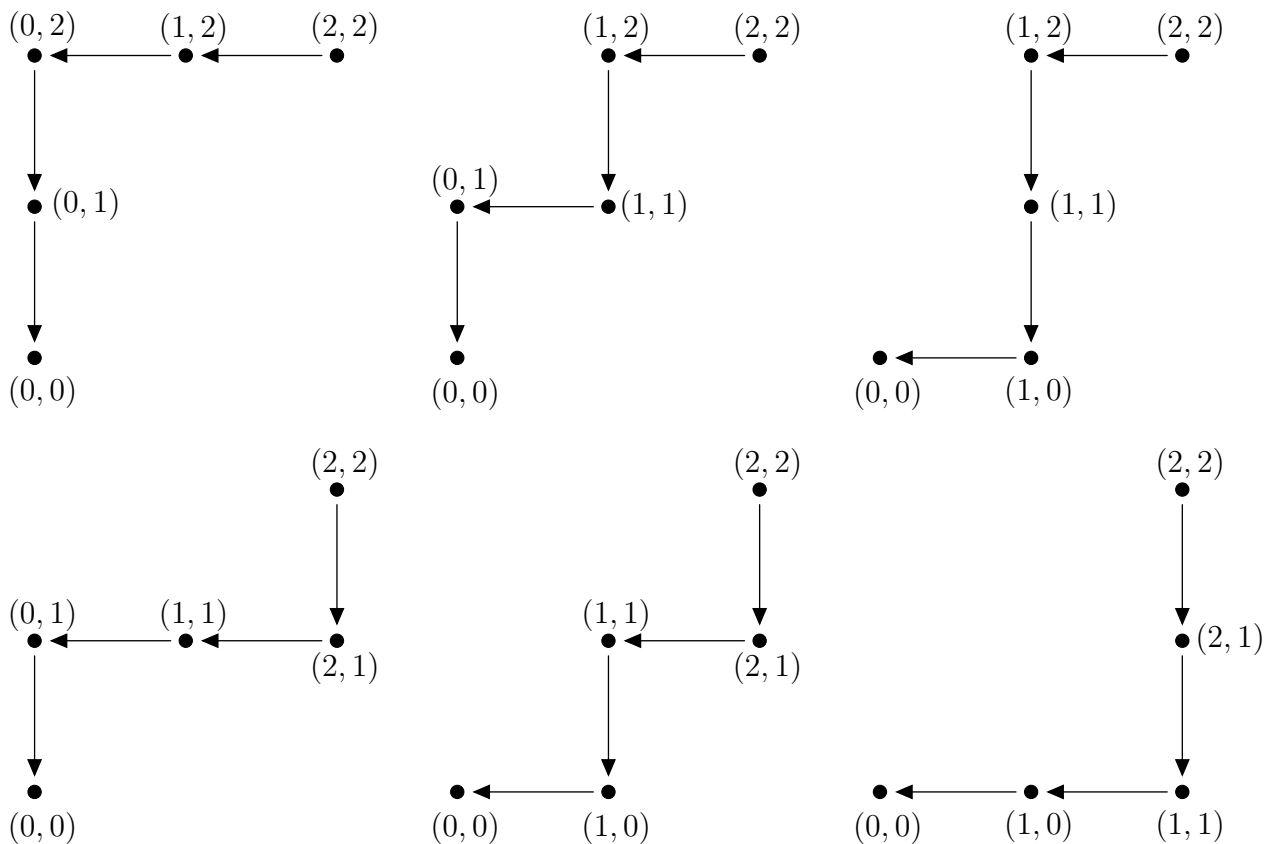 (0, 2) (1, 2) (2, 2) (1, 2) (2, 2) (1, 2) (2, 2)
(0, 1) (0, 1) (1, 1) (1, 1)
(0, 0) (0, 0) (0, 0) (1, 0)
(2, 2) (2, 2) (2, 2)
(0, 1) (1, 1) (2, 1) (1, 1) (2, 1) (2, 1)
(0, 0) (0, 0) (1, 0) (0, 0) (1, 0) (1, 1)